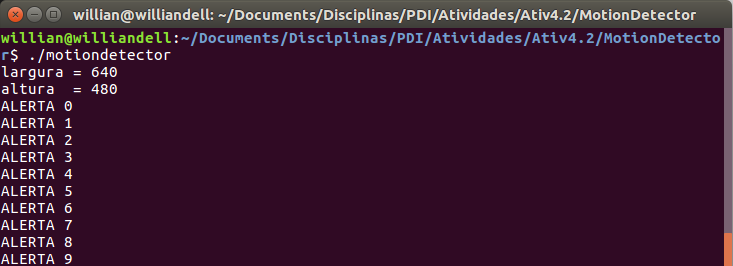 willian@williandell: ~/Documents/Disciplinas/PDI/Atividades/Ativ4.2/MotionDetector
willian@williandell:~/Documents/Disciplinas/PDI/Atividades/Ativ4.2/MotionDetecto
r$ ./motiondetector
largura = 640
altura  = 480
ALERTA 0
ALERTA 1
ALERTA 2
ALERTA 3
ALERTA 4
ALERTA 5
ALERTA 6
ALERTA 7
ALERTA 8
ALERTA 9